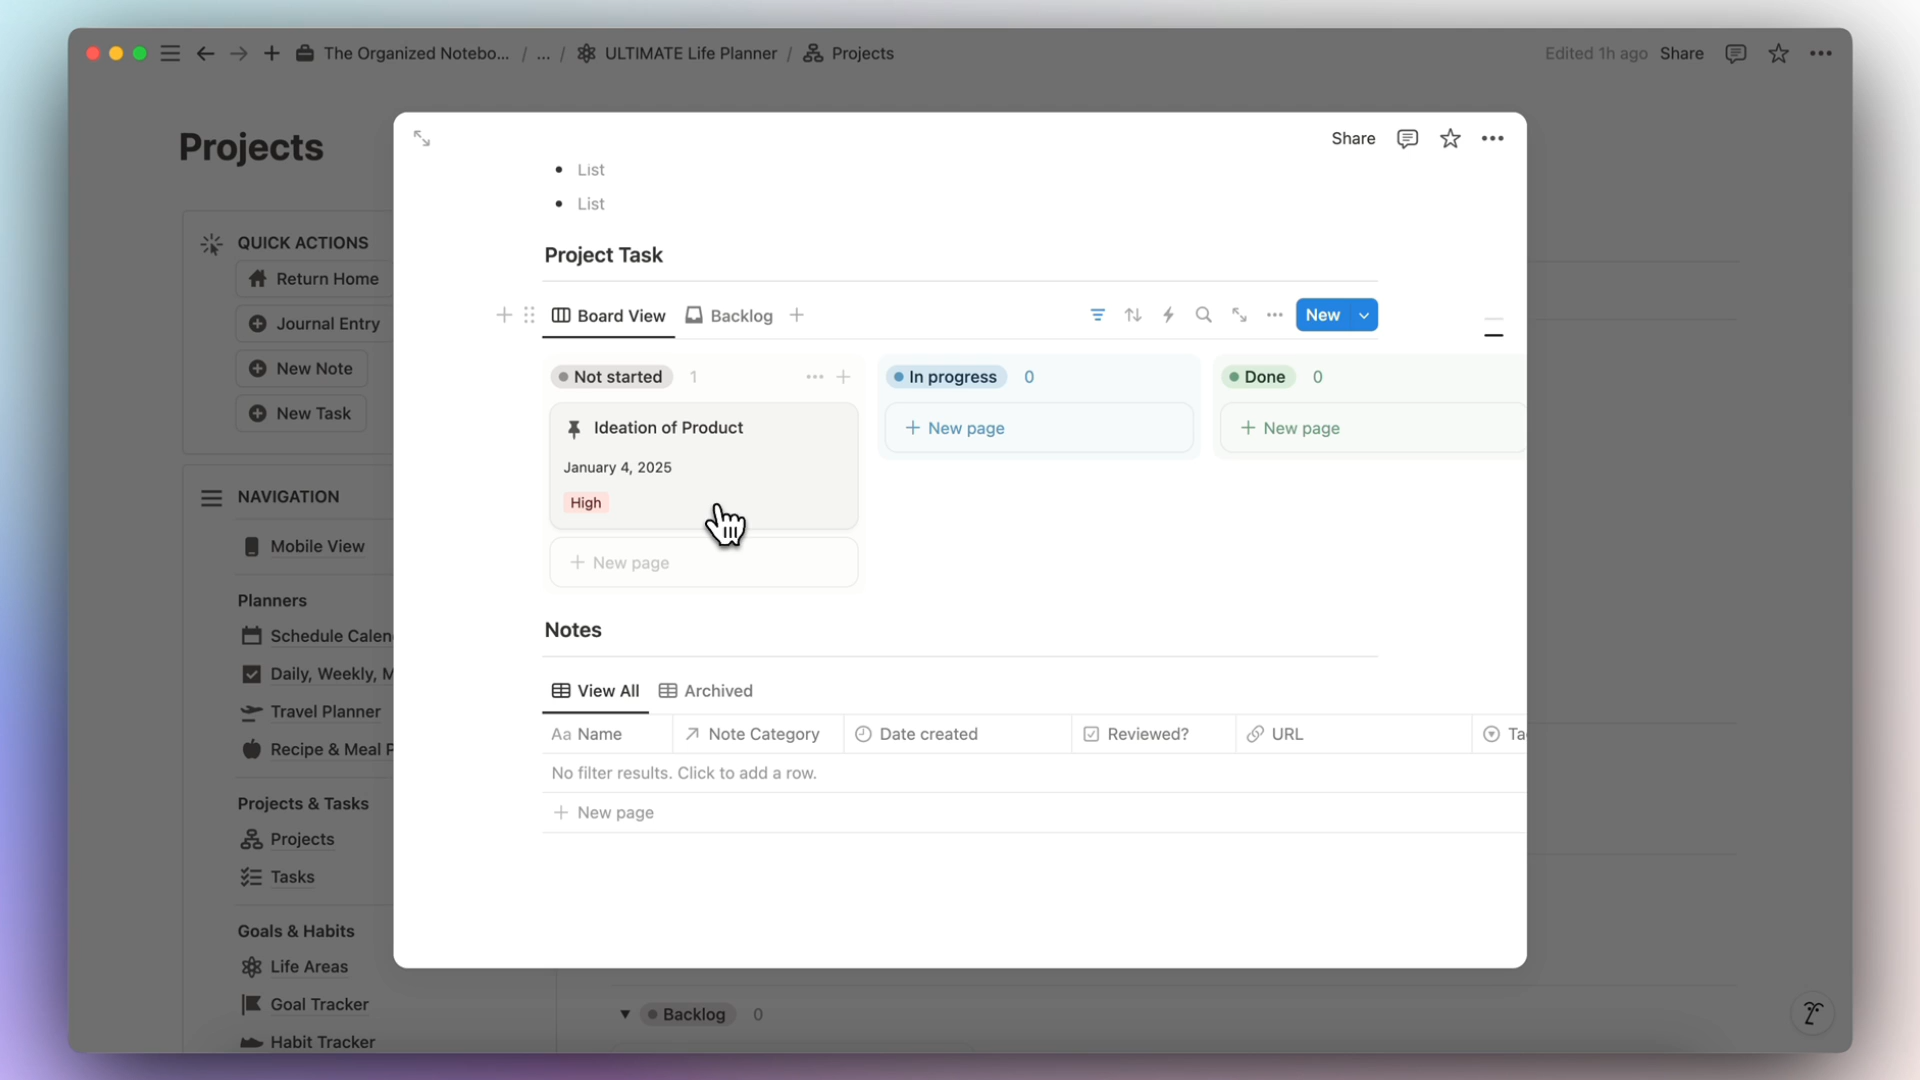 The Organized Notebo... / ... / ULTIMATE Life Planner / Projects
Edited 1h ago Share
Projects
QUICK ACTIONS
Return Home
Journal Entry
New Note
New Task
NAVIGATION
Mobile View
Planners
Schedule Calen
Daily, Weekly, M
Travel Planner
Recipe & Meal P
Projects & Tasks
Projects
Tasks
Goals & Habits
Life Areas
Goal Tracker
Habit Tracker
Share
List
List
Project Task
Board View Backlog
New
Not started 1
In progress 0
Done 0
Ideation of Product
January 4, 2025
High
New page
New page
New page
Notes
View All Archived
Aa Name Note Category Date created Reviewed? URL Ta
No filter results. Click to add a row.
New page
Backlog 0